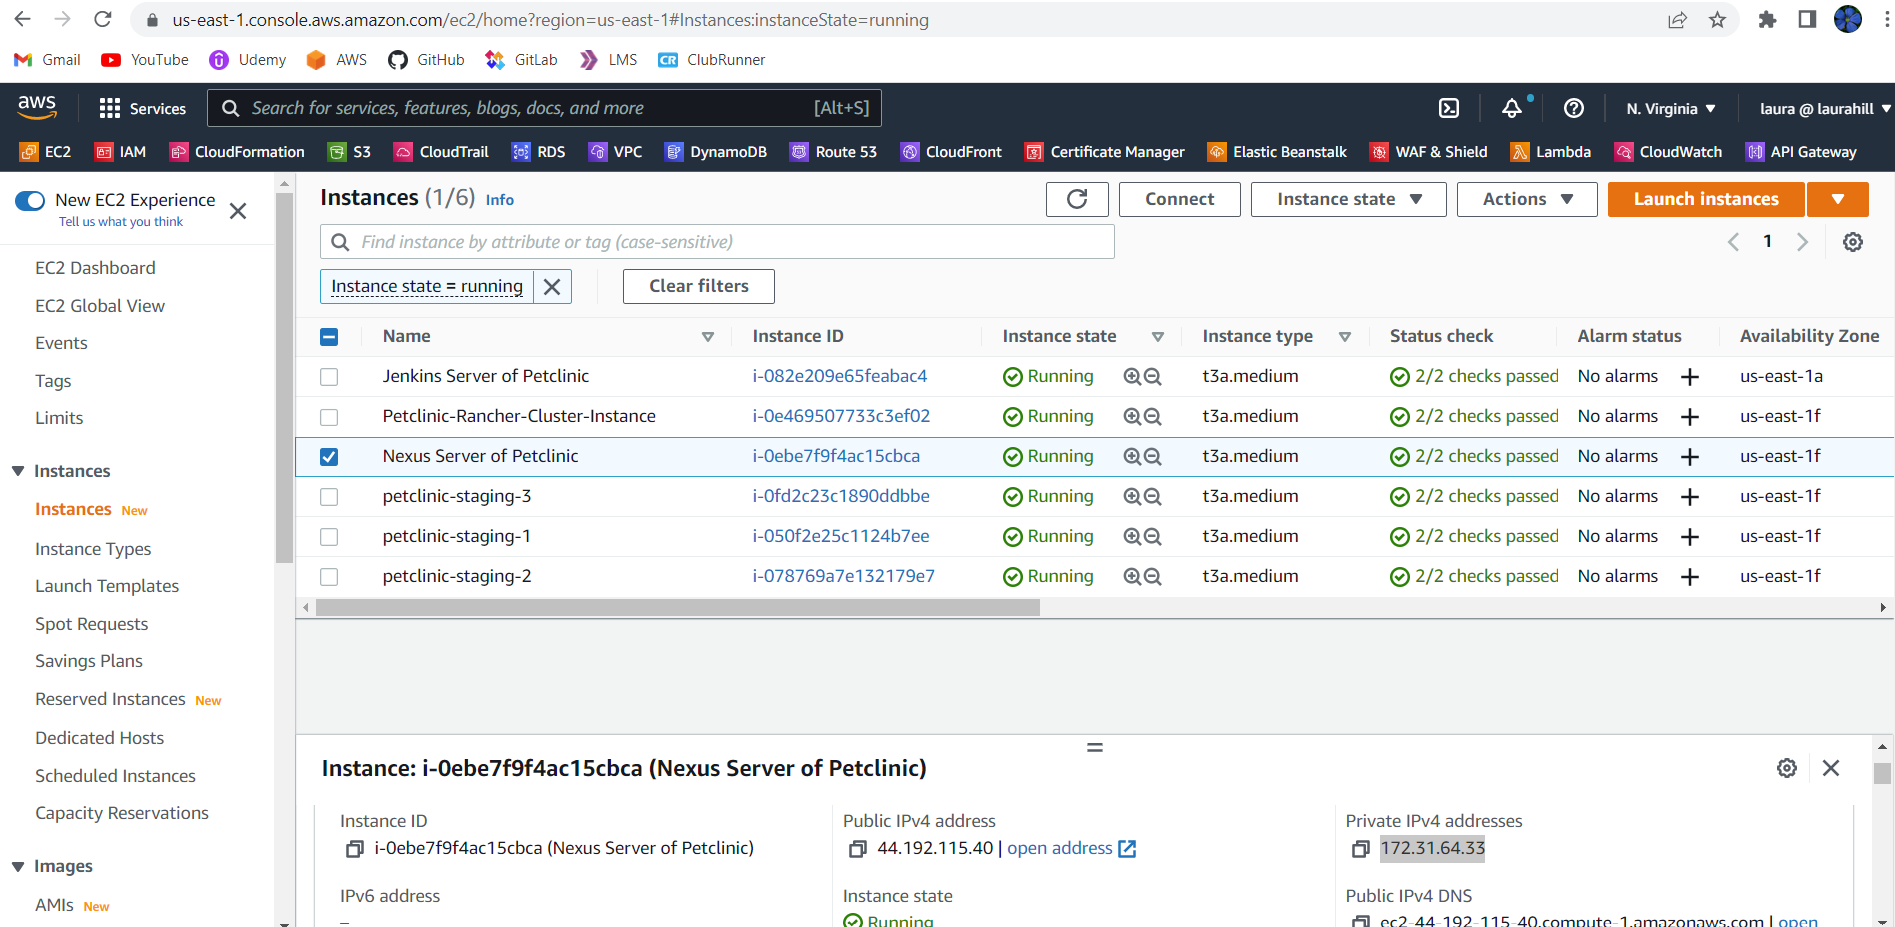 us-east-1.console.aws.amazon.com/ec2/home?region=us-east-1#Instances:instanceState=running
Gmail YouTube Udemy AWS GitHub GitLab LMS CR ClubRunner
aws Services Search for services, features, blogs, docs, and more [Alt+S] N. Virginia ▼ laura @ laurahill ▼
EC2 IAM CloudFormation S3 CloudTrail RDS VPC DynamoDB Route 53 CloudFront Certificate Manager Elastic Beanstalk WAF & Shield Lambda CloudWatch API Gateway
New EC2 Experience
Tell us what you think
EC2 Dashboard
EC2 Global View
Events
Tags
Limits
Instances
Instances New
Instance Types
Launch Templates
Spot Requests
Savings Plans
Reserved Instances New
Dedicated Hosts
Scheduled Instances
Capacity Reservations
Images
AMIs New
Instances (1/6) Info
Connect Instance state Actions Launch instances
Find instance by attribute or tag (case-sensitive)
1
Instance state = running Clear filters
Name Instance ID Instance state Instance type Status check Alarm status Availability Zone
Jenkins Server of Petclinic i-082e209e65feabac4 Running t3a.medium 2/2 checks passed No alarms us-east-1a
Petclinic-Rancher-Cluster-Instance i-0e469507733c3ef02 Running t3a.medium 2/2 checks passed No alarms us-east-1f
Nexus Server of Petclinic i-0ebe7f9f4ac15cbca Running t3a.medium 2/2 checks passed No alarms us-east-1f
petclinic-staging-3 i-0fd2c23c1890ddbbe Running t3a.medium 2/2 checks passed No alarms us-east-1f
petclinic-staging-1 i-050f2e25c1124b7ee Running t3a.medium 2/2 checks passed No alarms us-east-1f
petclinic-staging-2 i-078769a7e132179e7 Running t3a.medium 2/2 checks passed No alarms us-east-1f
Instance: i-0ebe7f9f4ac15cbca (Nexus Server of Petclinic)
Instance ID
i-0ebe7f9f4ac15cbca (Nexus Server of Petclinic)
IPv6 address
–
Public IPv4 address
44.192.115.40 | open address
Instance state
Running
Private IPv4 addresses
172.31.64.33
Public IPv4 DNS
ec2-44-192-115-40.compute-1.amazonaws.com | open